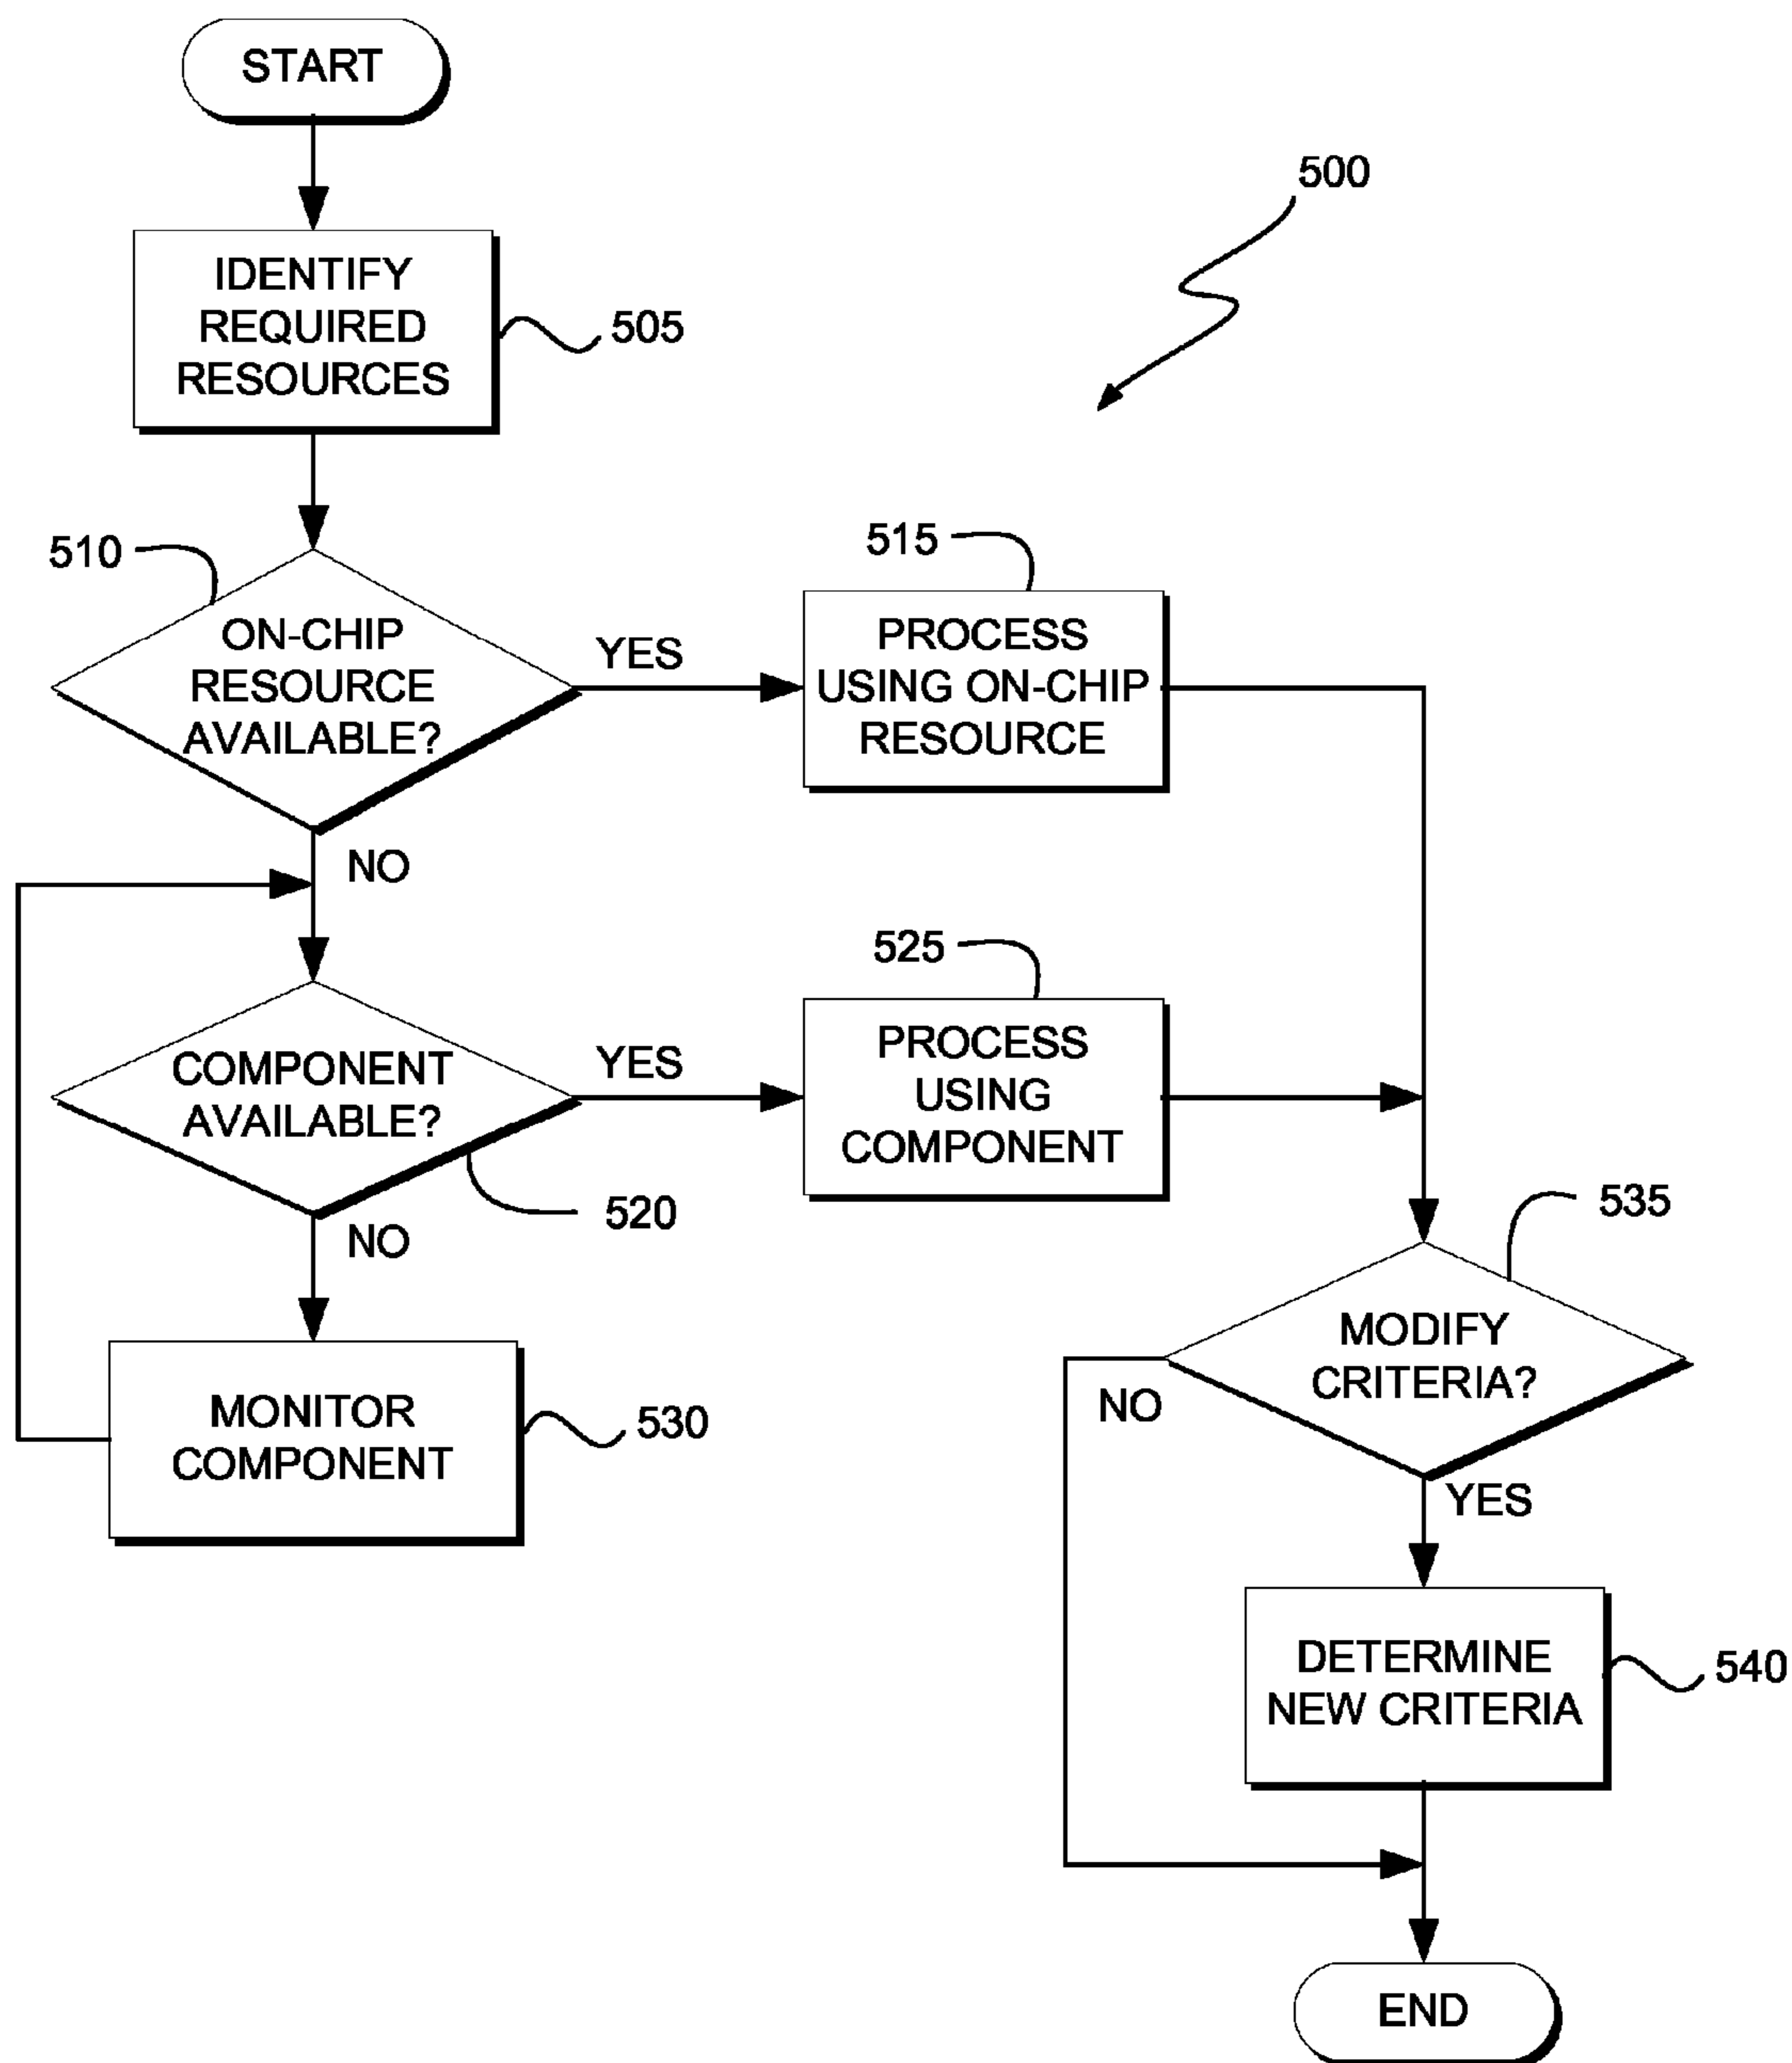 START
500
IDENTIFY
REQUIRED
RESOURCES
505
510
ON-CHIP
RESOURCE
AVAILABLE?
YES
515
PROCESS
USING ON-CHIP
RESOURCE
NO
525
COMPONENT
AVAILABLE?
YES
PROCESS
USING
COMPONENT
520
NO
535
MODIFY
CRITERIA?
NO
YES
MONITOR
COMPONENT
530
DETERMINE
NEW CRITERIA
540
END